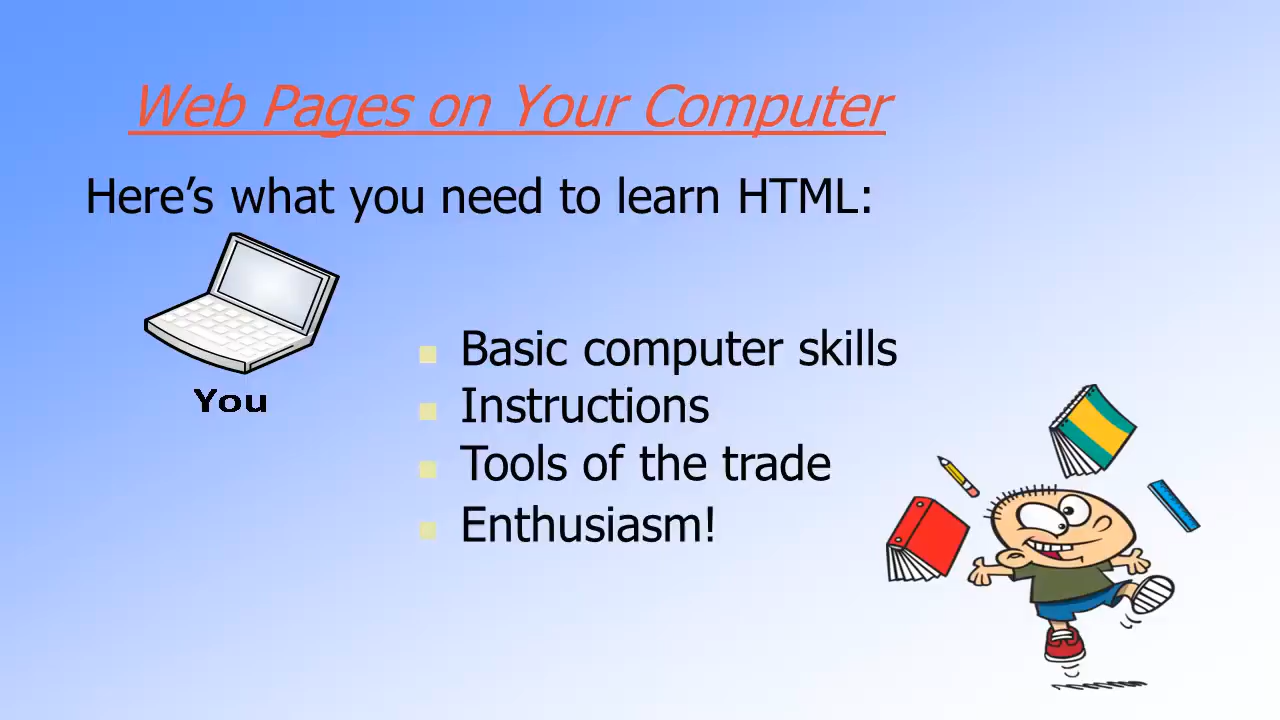 Web Pages on Your Computer
Here’s what you need to learn HTML:
You
Basic computer skills
Instructions
Tools of the trade
Enthusiasm!